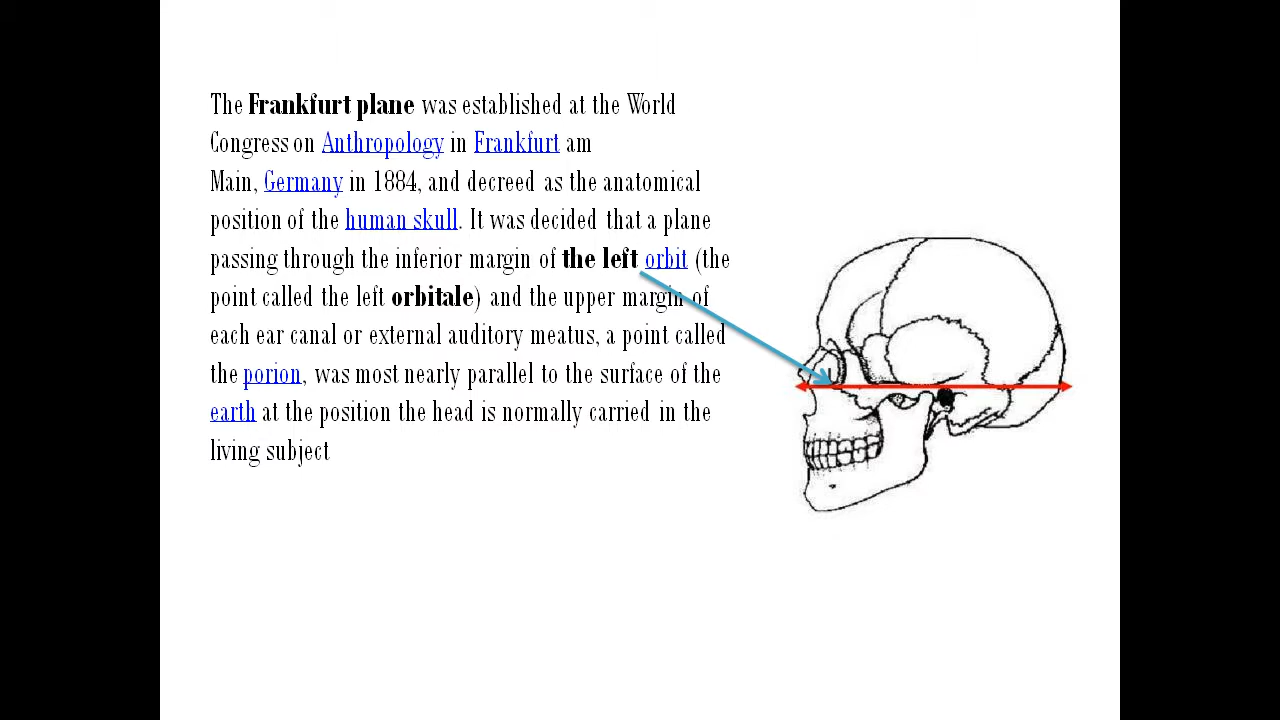 The Frankfurt plane was established at the World
Congress on Anthropology in Frankfurt am
Main, Germany in 1884, and decreed as the anatomical
position of the human skull. It was decided that a plane
passing through the inferior margin of the left orbit (the
point called the left orbitale) and the upper margin of
each ear canal or external auditory meatus, a point called
the porion, was most nearly parallel to the surface of the
earth at the position the head is normally carried in the
living subject